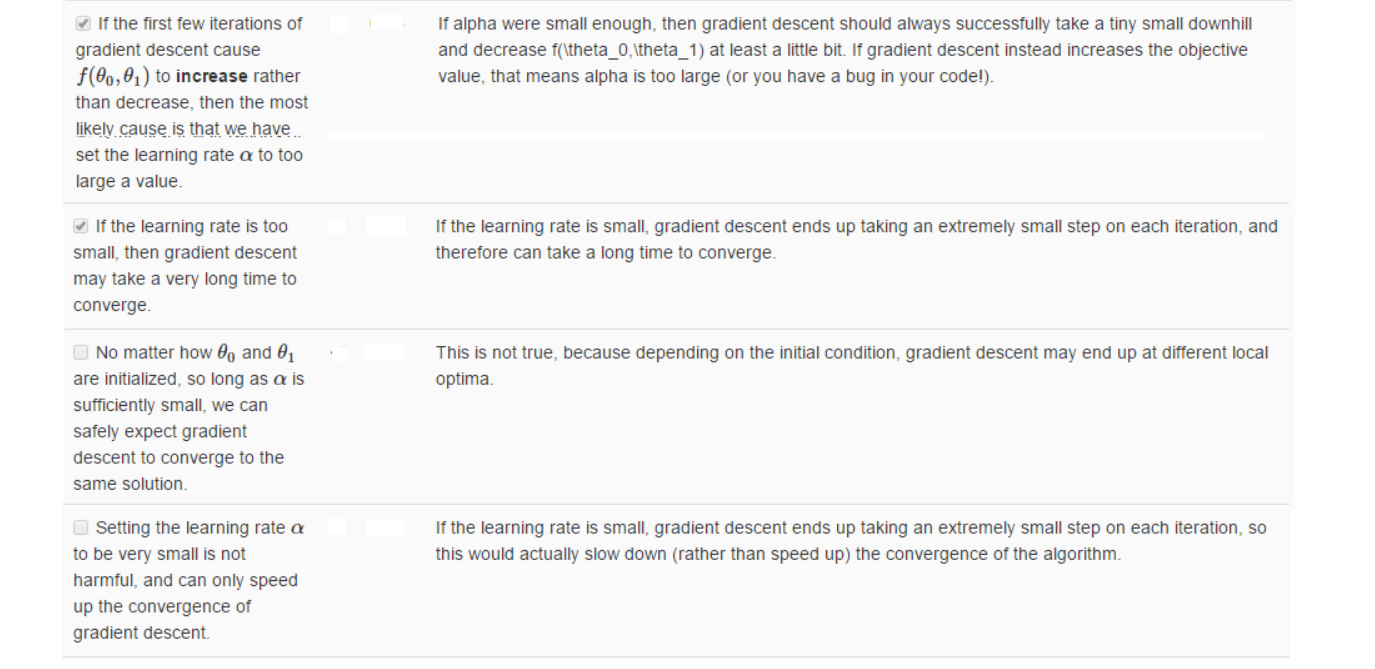 If the first few iterations of
gradient descent cause
f(θ₀, θ₁) to increase rather
than decrease, then the most
likely cause is that we have
set the learning rate α to too
large a value.
If alpha were small enough, then gradient descent should always successfully take a tiny small downhill
and decrease f(\theta_0,\theta_1) at least a little bit. If gradient descent instead increases the objective
value, that means alpha is too large (or you have a bug in your code!).
If the learning rate is too
small, then gradient descent
may take a very long time to
converge.
If the learning rate is small, gradient descent ends up taking an extremely small step on each iteration, and
therefore can take a long time to converge.
No matter how θ₀ and θ₁
are initialized, so long as α is
sufficiently small, we can
safely expect gradient
descent to converge to the
same solution.
This is not true, because depending on the initial condition, gradient descent may end up at different local
optima.
Setting the learning rate α
to be very small is not
harmful, and can only speed
up the convergence of
gradient descent.
If the learning rate is small, gradient descent ends up taking an extremely small step on each iteration, so
this would actually slow down (rather than speed up) the convergence of the algorithm.